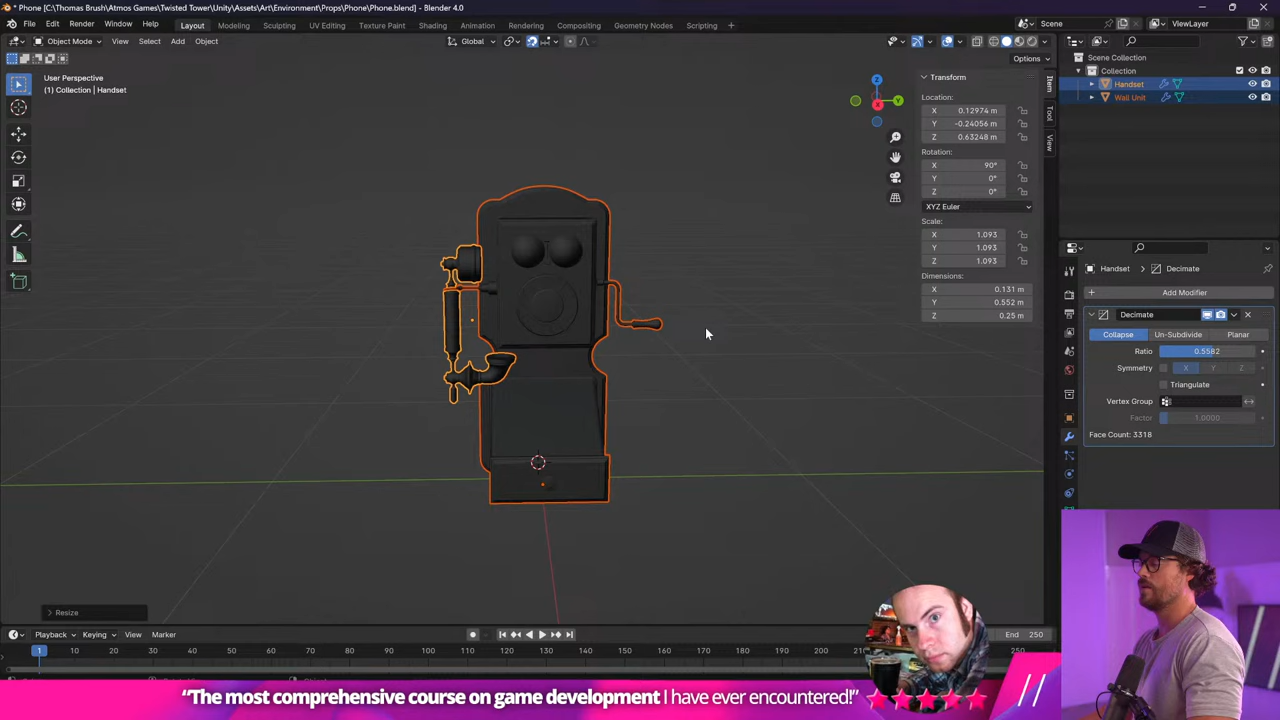 * Phone [C:\Thomas Brush\Atmos Games\Twisted Tower\Unity\Assets\Art\Environment\Props\Phone\Phone.blend] - Blender 4.0
File Edit Render Window Help Layout Modeling Sculpting UV Editing Texture Paint Shading Animation Rendering Compositing Geometry Nodes Scripting + Scene ViewLayer
Object Mode View Select Add Object Global
Options
User Perspective
(1) Collection | Handset
Z
Y
X
Transform
Location:
X 0.12974 m
Y -0.24056 m
Z 0.63248 m
Rotation:
X 90°
Y 0°
Z 0°
XYZ Euler
Scale:
X 1.093
Y 1.093
Z 1.093
Dimensions:
X 0.131 m
Y 0.552 m
Z 0.25 m
Item
Tool
View
Scene Collection
Collection
Handset
Wall Unit
Handset > Decimate
+ Add Modifier
Decimate
Collapse Un-Subdivide Planar
Ratio 0.5582
Symmetry X Y Z
Triangulate
Vertex Group
Factor 1.0000
Face Count: 3318
> Resize
Playback Keying View Marker End 250
1 10 20 30 40 50 60 70 80 90 100 110 120 130 140 150 160 170 180 190 200 210 250
“The most comprehensive course on game development I have ever encountered!”
//